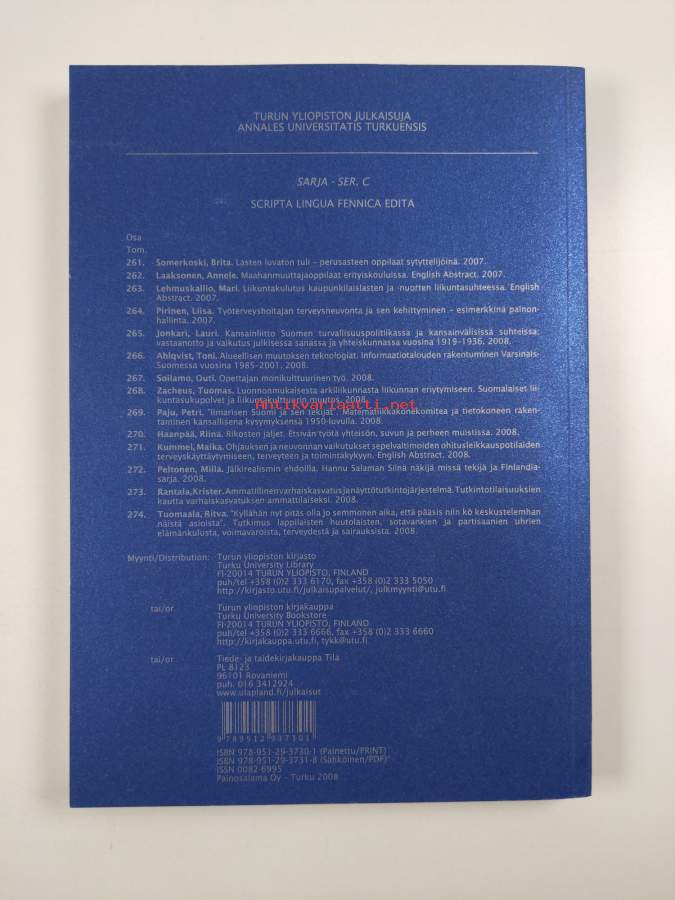 TURUN YLIOPISTON JULKAISUJA
ANNALES UNIVERSITATIS TURKUENSIS
SARJA - SER. C
SCRIPTA LINGUA FENNICA EDITA
Osa
Tom.
261. Somerkoski, Brita. Lasten luvaton tuli – perusasteen oppilaat sytyttelijöinä. 2007.
262. Laaksonen, Annele. Maahanmuuttajaoppilaat erityiskouluissa. English Abstract. 2007.
263. Lehmuskallio, Mari. Liikuntakulutus kaupunkilaislasten ja -nuorten liikuntasuhteessa. English
Abstract. 2007.
264. Pirinen, Liisa. Työterveyshoitajan terveysneuvonta ja sen kehittyminen – esimerkkinä painon-
hallinta. 2007.
265. Jonkari, Lauri. Kansainliitto Suomen turvallisuuspolitiikassa ja kansainvälisissä suhteissa:
vastaanotto ja vaikutus julkisessa sanassa ja yhteiskunnassa vuosina 1919-1936. 2008.
266. Ahlqvist, Toni. Alueellisen muutoksen teknologiat. Informaatiotalouden rakentuminen Varsinais-
Suomessa vuosina 1985-2001. 2008.
267. Soilamo, Outi. Opettajan monikulttuurinen työ. 2008.
268. Zacheus, Tuomas. Luonnonmukaisesta arkiliikunnasta liikunnan eriytymiseen. Suomalaiset lii-
kuntasukupolvet ja liikuntakulttuurin muutos. 2008.
Antikvariaatti.net
269. Paju, Petri. "Ilmarisen Suomi ja sen tekijät". Matematiikkakonekomitea ja tietokoneen raken-
taminen kansallisena kysymyksenä 1950-luvulla. 2008.
270. Haanpää, Riina. Rikosten jäljet. Etsivän työtä yhteisön, suvun ja perheen muistissa. 2008.
271. Kummel, Maika. Ohjauksen ja neuvonnan vaikutukset sepelvaltimoiden ohitusleikkauspotilaiden
terveyskäyttäytymiseen, terveyteen ja toimintakykyyn. English Abstract. 2008.
272. Peltonen, Milla. Jälkirealismin ehdoilla. Hannu Salaman Siinä näkijä missä tekijä ja Finlandia-
sarja. 2008.
273. Rantala, Krister. Ammatillinen varhaiskasvatus ja näyttötutkintojärjestelmä. Tutkintotilaisuuksien
kautta varhaiskasvatuksen ammattilaiseksi. 2008.
274. Tuomaala, Ritva. "Kyllähän nyt pitäs olla jo semmonen aika, että pääsis niin kö keskustelemhan
näistä asioista". Tutkimus lappilaisten huutolaisten, sotavankien ja partisaanien uhrien
elämänkulusta, voimavaroista, terveydestä ja sairauksista. 2008.
Myynti/Distribution: Turun yliopiston kirjasto
Turku University Library
FI-20014 TURUN YLIOPISTO, FINLAND
puh/tel +358 (0)2 333 6170, fax +358 (0)2 333 5050
http://kirjasto.utu.fi/julkaisupalvelut/, julkmyynti@utu.fi
tai/or Turun yliopiston kirjakauppa
Turku University Bookstore
FI-20014 TURUN YLIOPISTO, FINLAND
puh/tel +358 (0)2 333 6666, fax +358 (0)2 333 6660
http://kirjakauppa.utu.fi, tykk@utu.fi
tai/or Tiede- ja taidekirjakauppa Tila
PL 8123
96101 Rovaniemi
puh. 016 3412924
www.ulapland.fi/julkaisut
9 789512 937301
ISBN 978-951-29-3730-1 (Painettu/PRINT)
ISBN 978-951-29-3731-8 (Sähköinen/PDF)
ISSN 0082-6995
Painosalama Oy – Turku 2008